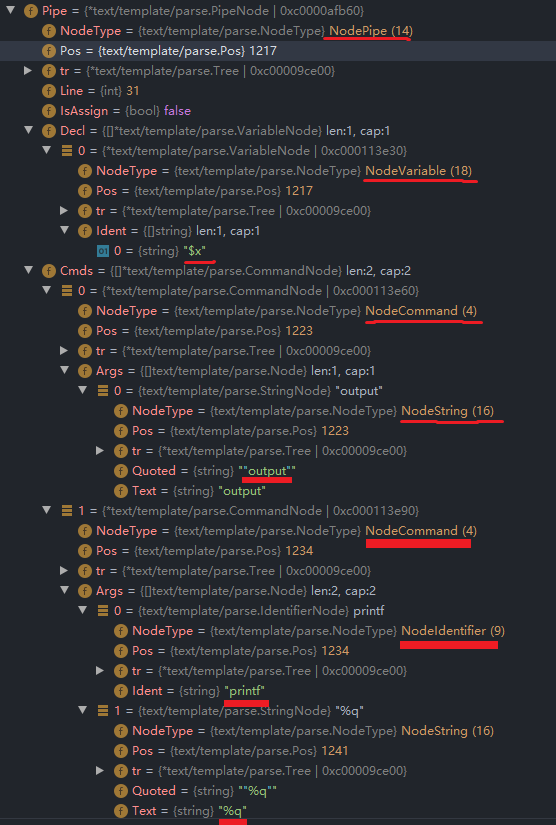 Pipe = {*text/template/parse.PipeNode | 0xc0000afb60}
NodeType = {text/template/parse.NodeType} NodePipe (14)
Pos = {text/template/parse.Pos} 1217
tr = {*text/template/parse.Tree | 0xc00009ce00}
Line = {int} 31
IsAssign = {bool} false
Decl = {[]*text/template/parse.VariableNode} len:1, cap:1
0 = {*text/template/parse.VariableNode | 0xc000113e30}
NodeType = {text/template/parse.NodeType} NodeVariable (18)
Pos = {text/template/parse.Pos} 1217
tr = {*text/template/parse.Tree | 0xc00009ce00}
Ident = {[]string} len:1, cap:1
01 0 = {string} "$x"
Cmds = {[]*text/template/parse.CommandNode} len:2, cap:2
0 = {*text/template/parse.CommandNode | 0xc000113e60}
NodeType = {text/template/parse.NodeType} NodeCommand (4)
Pos = {text/template/parse.Pos} 1223
tr = {*text/template/parse.Tree | 0xc00009ce00}
Args = {[]text/template/parse.Node} len:1, cap:1
0 = {*text/template/parse.StringNode} "output"
NodeType = {text/template/parse.NodeType} NodeString (16)
Pos = {text/template/parse.Pos} 1223
tr = {*text/template/parse.Tree | 0xc00009ce00}
Quoted = {string} ""output""
Text = {string} "output"
1 = {*text/template/parse.CommandNode | 0xc000113e90}
NodeType = {text/template/parse.NodeType} NodeCommand (4)
Pos = {text/template/parse.Pos} 1234
tr = {*text/template/parse.Tree | 0xc00009ce00}
Args = {[]text/template/parse.Node} len:2, cap:2
0 = {*text/template/parse.IdentifierNode} printf
NodeType = {text/template/parse.NodeType} NodeIdentifier (9)
Pos = {text/template/parse.Pos} 1234
tr = {*text/template/parse.Tree | 0xc00009ce00}
Ident = {string} "printf"
1 = {*text/template/parse.StringNode} "%q"
NodeType = {text/template/parse.NodeType} NodeString (16)
Pos = {text/template/parse.Pos} 1241
tr = {*text/template/parse.Tree | 0xc00009ce00}
Quoted = {string} ""%q""
Text = {string} "%q"